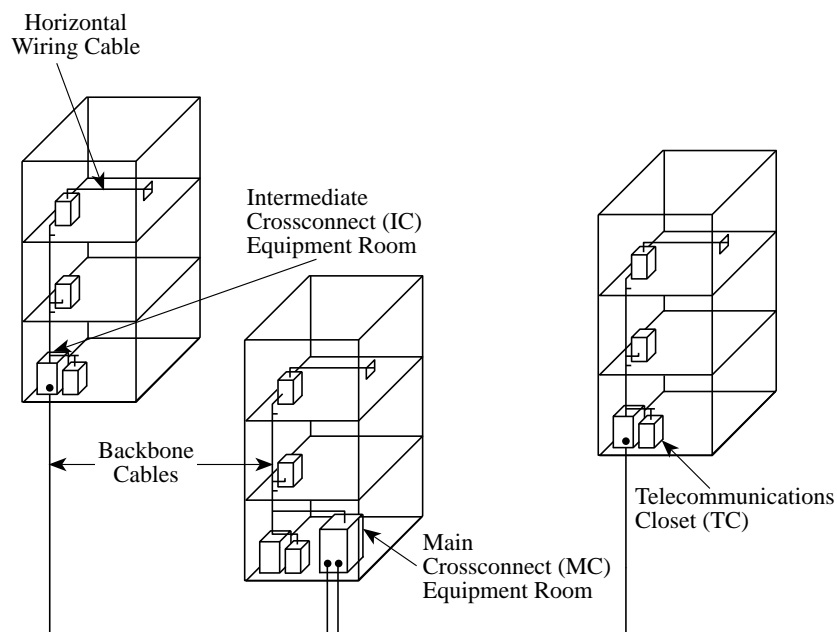 Horizontal
Wiring Cable
Intermediate
Crossconnect (IC)
Equipment Room
Backbone
Cables
Telecommunications
Closet (TC)
Main
Crossconnect (MC)
Equipment Room